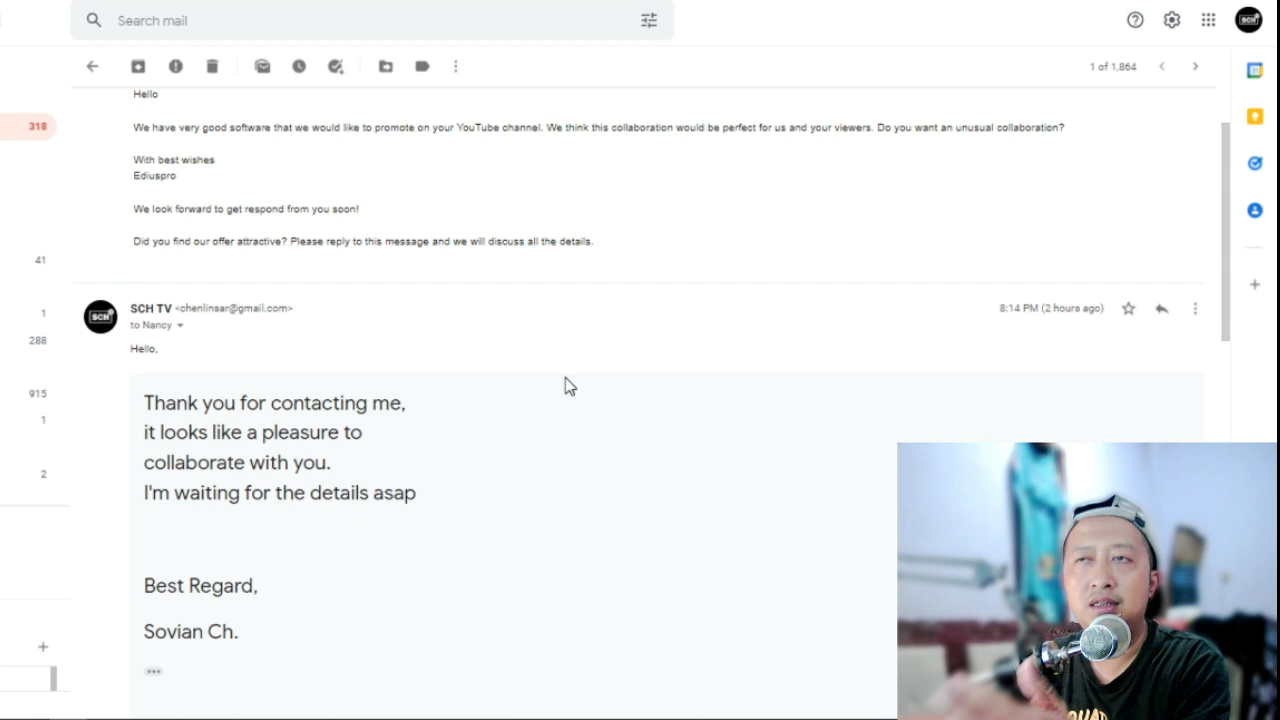 Search mail
SCH
1 of 1,864
318
41
1
288
915
1
2
Hello
We have very good software that we would like to promote on your YouTube channel. We think this collaboration would be perfect for us and your viewers. Do you want an unusual collaboration?
With best wishes
Ediuspro
We look forward to get respond from you soon!
Did you find our offer attractive? Please reply to this message and we will discuss all the details.
SCH
SCH TV <chenlinsar@gmail.com>
8:14 PM (2 hours ago)
to Nancy
Hello,
Thank you for contacting me,
it looks like a pleasure to
collaborate with you.
I'm waiting for the details asap
Best Regard,
Sovian Ch.